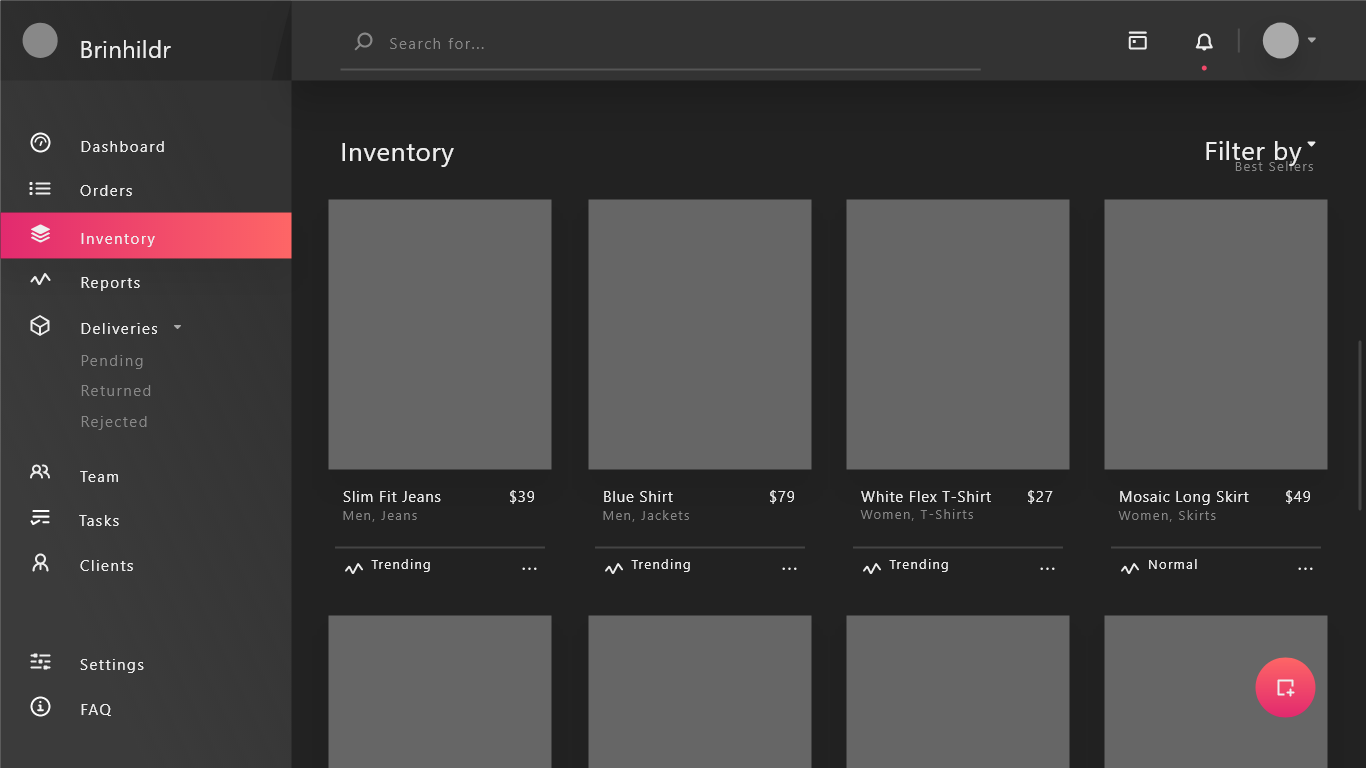 Brinhildr
Search for...
Dashboard
Orders
Inventory
Reports
Deliveries
Pending
Returned
Rejected
Team
Tasks
Clients
Settings
FAQ
Inventory
Filter by
Best Sellers
Slim Fit Jeans $39
Men, Jeans
Trending ...
Blue Shirt $79
Men, Jackets
Trending ...
White Flex T-Shirt $27
Women, T-Shirts
Trending ...
Mosaic Long Skirt $49
Women, Skirts
Normal ...